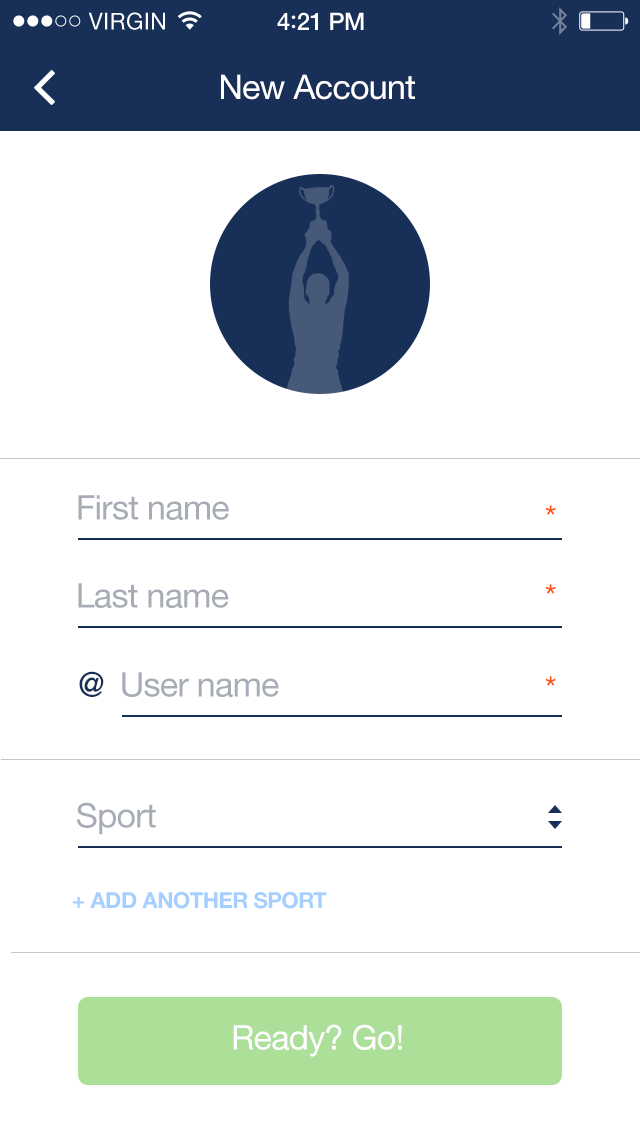 VIRGIN 4:21 PM
New Account
First name *
Last name *
@ User name *
Sport
+ ADD ANOTHER SPORT
Ready? Go!